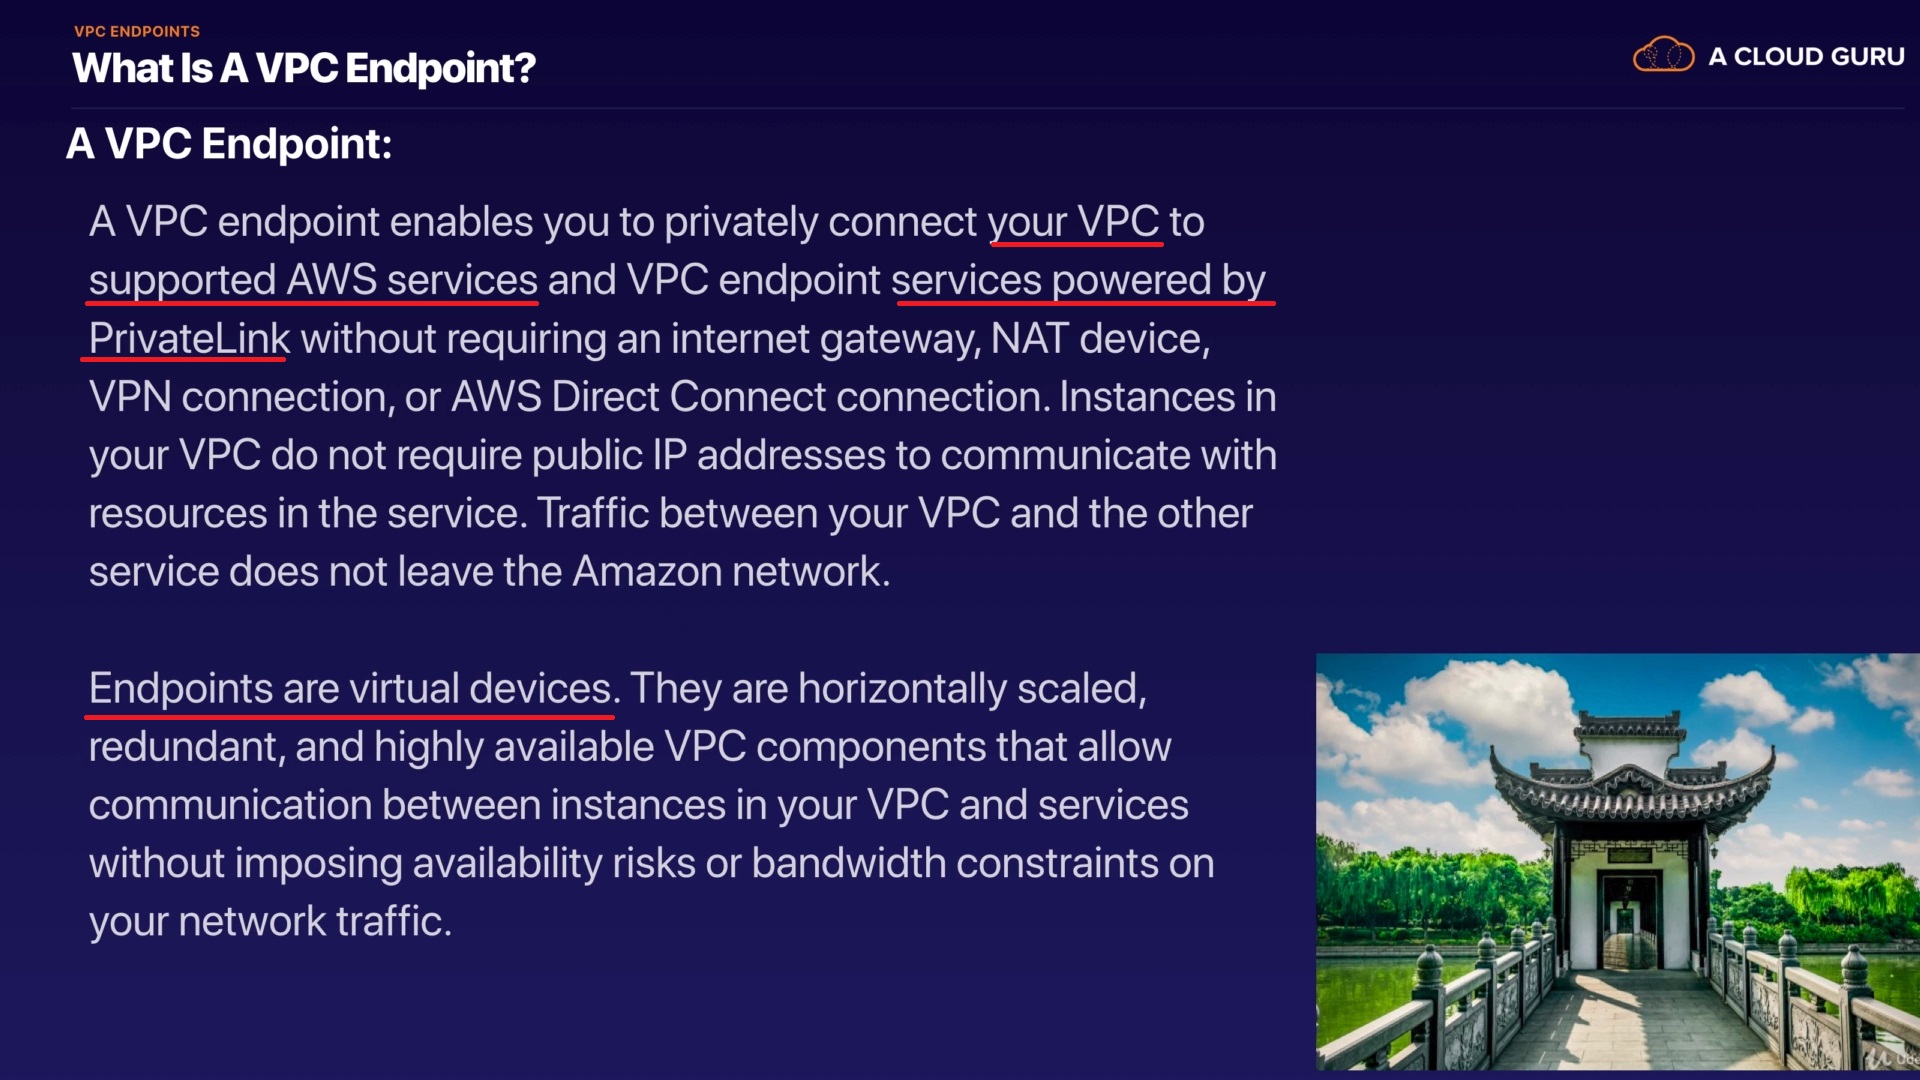 VPC ENDPOINTS
What Is A VPC Endpoint?
A CLOUD GURU
A VPC Endpoint:
A VPC endpoint enables you to privately connect your VPC to
supported AWS services and VPC endpoint services powered by
PrivateLink without requiring an internet gateway, NAT device,
VPN connection, or AWS Direct Connect connection. Instances in
your VPC do not require public IP addresses to communicate with
resources in the service. Traffic between your VPC and the other
service does not leave the Amazon network.
Endpoints are virtual devices. They are horizontally scaled,
redundant, and highly available VPC components that allow
communication between instances in your VPC and services
without imposing availability risks or bandwidth constraints on
your network traffic.